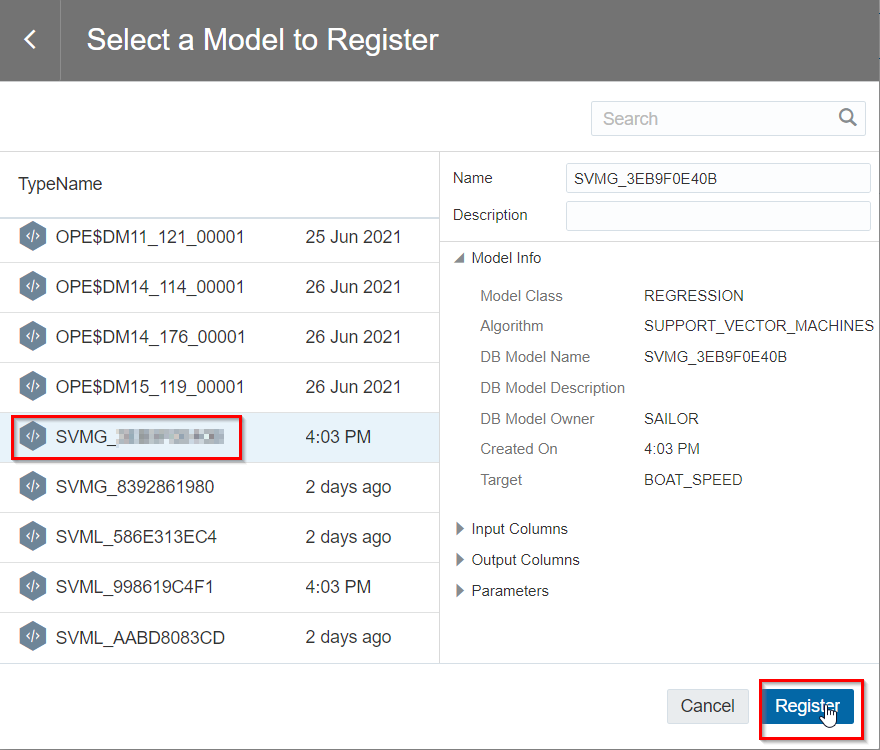 Select a Model to Register
Search
TypeName
OPE$DM11_121_00001 25 Jun 2021
OPE$DM14_114_00001 26 Jun 2021
OPE$DM14_176_00001 26 Jun 2021
OPE$DM15_119_00001 26 Jun 2021
SVMG_ 4:03 PM
SVMG_8392861980 2 days ago
SVML_586E313EC4 2 days ago
SVML_998619C4F1 4:03 PM
SVML_AABD8083CD 2 days ago
Name SVMG_3EB9F0E40B
Description
Model Info
Model Class REGRESSION
Algorithm SUPPORT_VECTOR_MACHINES
DB Model Name SVMG_3EB9F0E40B
DB Model Description
DB Model Owner SAILOR
Created On 4:03 PM
Target BOAT_SPEED
Input Columns
Output Columns
Parameters
Cancel Register